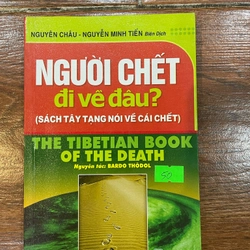 NGUYÊN CHÂU - NGUYỄN MINH TIẾN Biên Dịch
NGƯỜI CHẾT
đi về đâu?
(SÁCH TÂY TẠNG NÓI VỀ CÁI CHẾT)
THE TIBETIAN BOOK
OF THE DEATH
Nguyên tác: BARDO THODOL